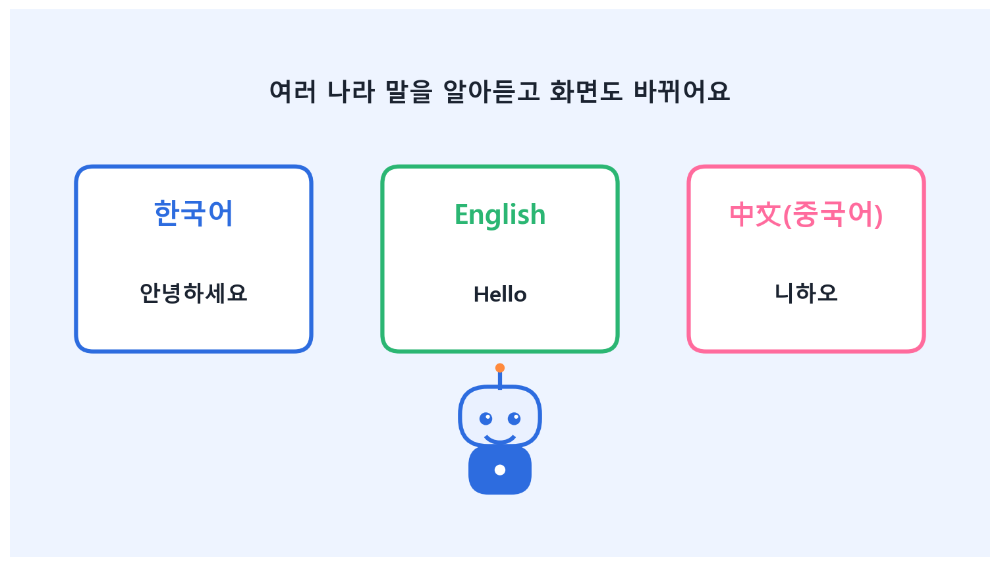 여러 나라 말을 알아듣고 화면도 바뀌어요
한국어
안녕하세요
English
Hello
中文(중국어)
니하오